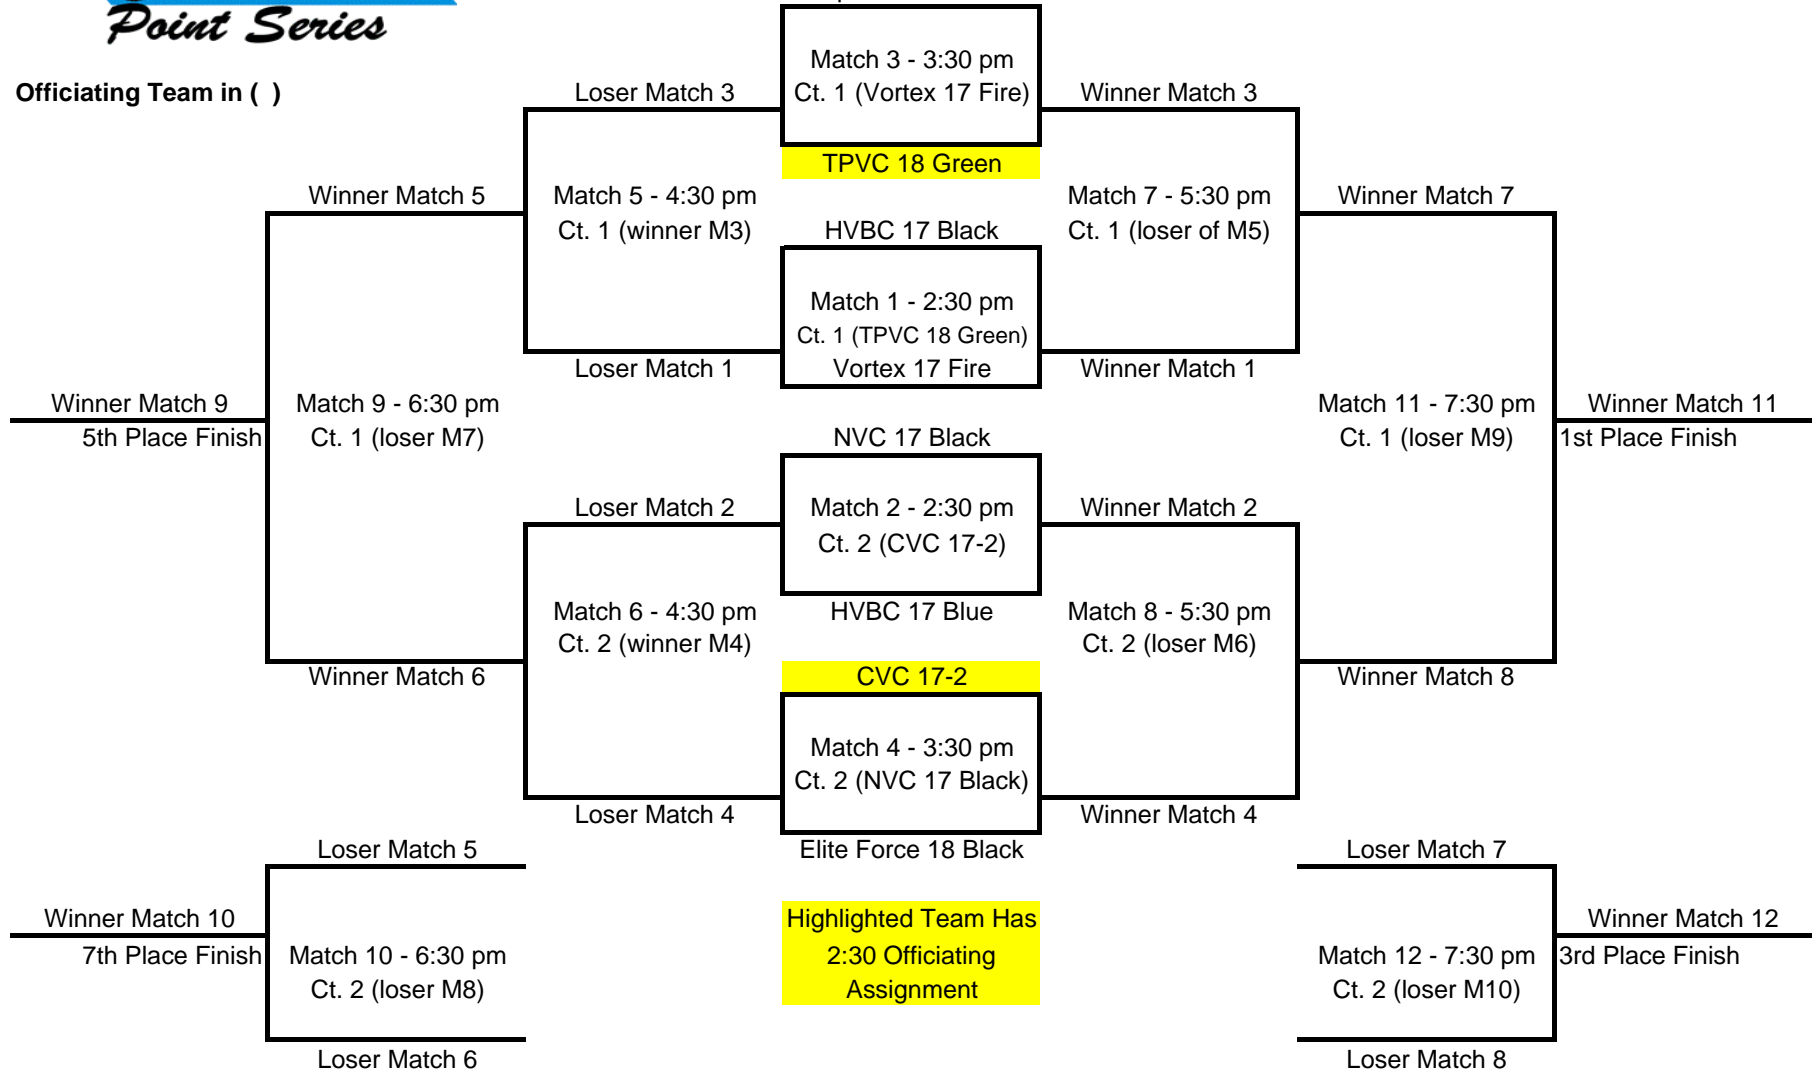 Point Series
Officiating Team in ( )
Match 3 - 3:30 pm
Loser Match 3
Ct. 1 (Vortex 17 Fire)
Winner Match 3
TPVC 18 Green
Winner Match 5
Match 5 - 4:30 pm
Match 7 - 5:30 pm
Winner Match 7
Ct. 1 (winner M3)
HVBC 17 Black
Ct. 1 (loser of M5)
Match 1 - 2:30 pm
Ct. 1 (TPVC 18 Green)
Loser Match 1
Vortex 17 Fire
Winner Match 1
Winner Match 9
Match 9 - 6:30 pm
Match 11 - 7:30 pm
Winner Match 11
5th Place Finish
Ct. 1 (loser M7)
NVC 17 Black
Ct. 1 (loser M9)
1st Place Finish
Loser Match 2
Match 2 - 2:30 pm
Winner Match 2
Ct. 2 (CVC 17-2)
Match 6 - 4:30 pm
HVBC 17 Blue
Match 8 - 5:30 pm
Ct. 2 (winner M4)
Ct. 2 (loser M6)
Winner Match 6
CVC 17-2
Winner Match 8
Match 4 - 3:30 pm
Ct. 2 (NVC 17 Black)
Loser Match 4
Winner Match 4
Loser Match 5
Elite Force 18 Black
Loser Match 7
Winner Match 10
Highlighted Team Has
Winner Match 12
7th Place Finish
Match 10 - 6:30 pm
2:30 Officiating
Match 12 - 7:30 pm
3rd Place Finish
Ct. 2 (loser M8)
Assignment
Ct. 2 (loser M10)
Loser Match 6
Loser Match 8